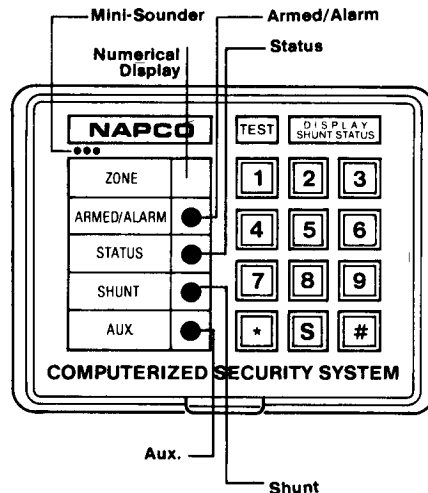 Mini-Sounder
Armed/Alarm
Status
Numerical
Display
NAPCO
TEST
DISPLAY
SHUNT STATUS
ZONE
1 2 3
ARMED/ALARM
4 5 6
STATUS
SHUNT
7 8 9
AUX
* S #
COMPUTERIZED SECURITY SYSTEM
Aux.
Shunt